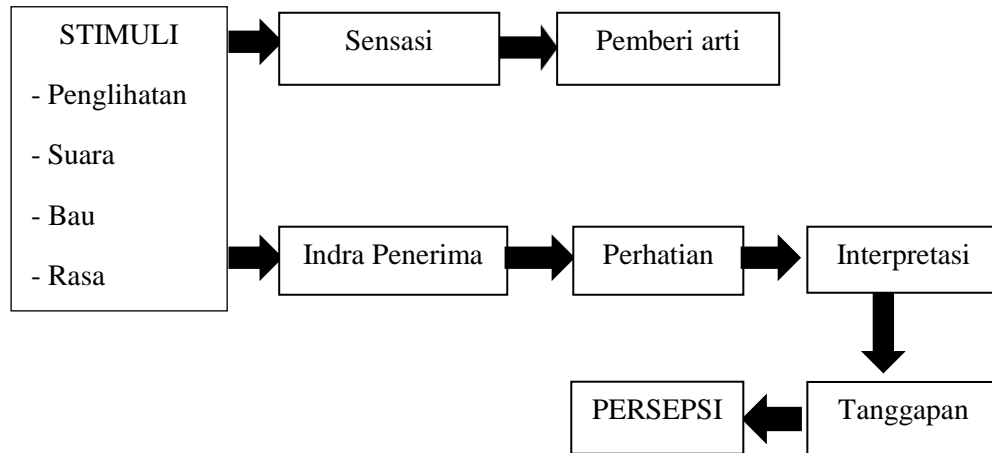 STIMULI
- Penglihatan
- Suara
- Bau
- Rasa
Sensasi
Pemberi arti
Indra Penerima
Perhatian
Interpretasi
Tanggapan
PERSEPSI